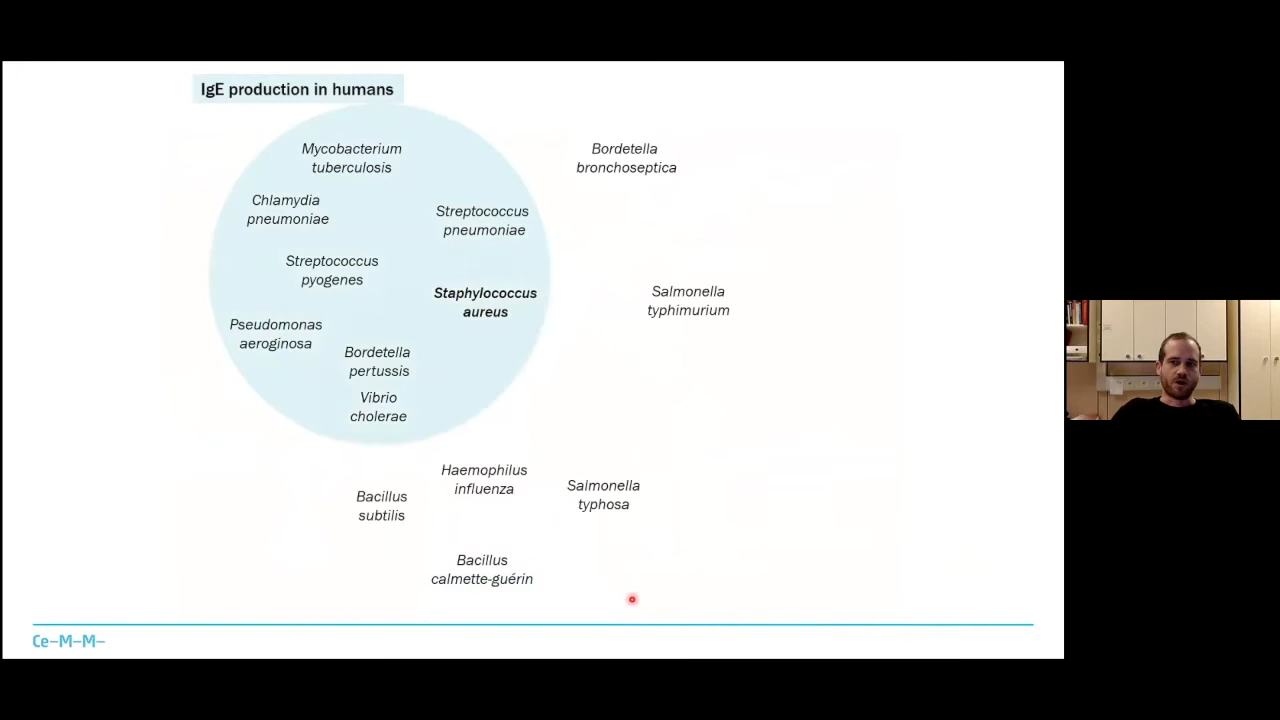 IgE production in humans
Mycobacterium
tuberculosis
Bordetella
bronchoseptica
Chlamydia
pneumoniae
Streptococcus
pneumoniae
Streptococcus
pyogenes
Staphylococcus
aureus
Salmonella
typhimurium
Pseudomonas
aeroginosa
Bordetella
pertussis
Vibrio
cholerae
Haemophilus
influenza
Bacillus
subtilis
Salmonella
typhosa
Bacillus
calmette-guérin
Ce–M–M–